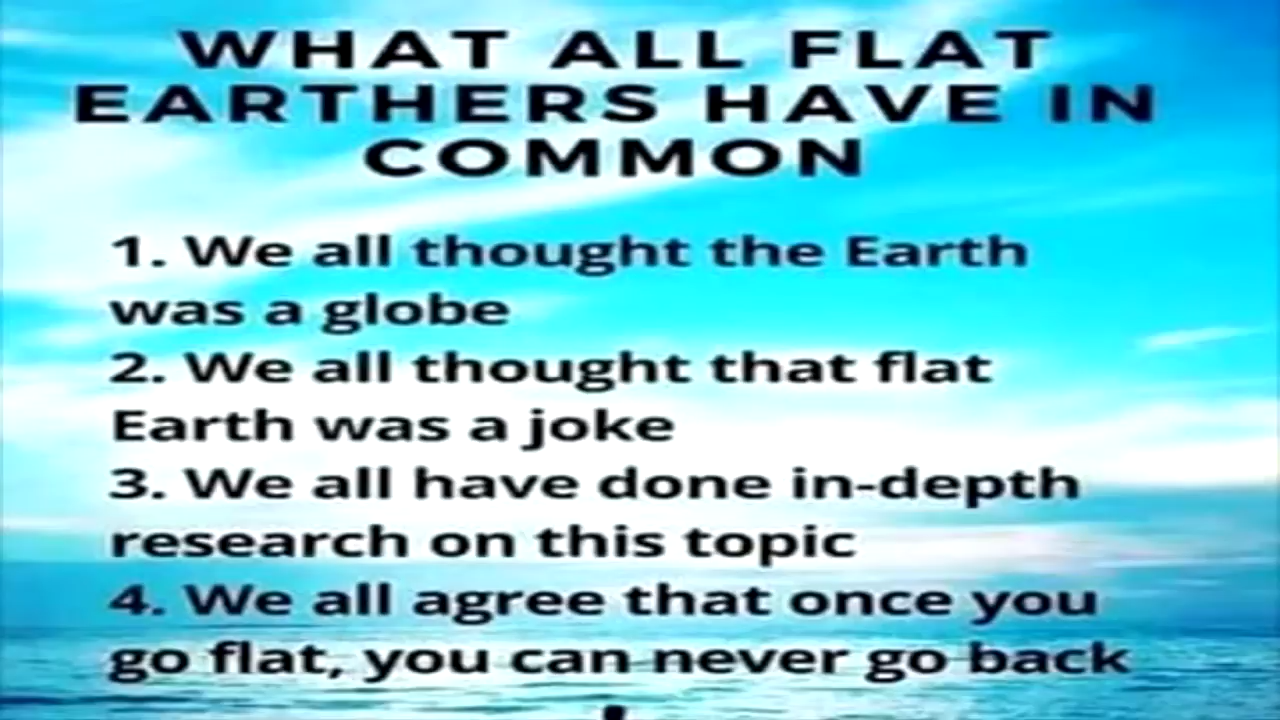 WHAT ALL FLAT
EARTHERS HAVE IN
COMMON
1. We all thought the Earth
was a globe
2. We all thought that flat
Earth was a joke
3. We all have done in-depth
research on this topic
4. We all agree that once you
go flat, you can never go back